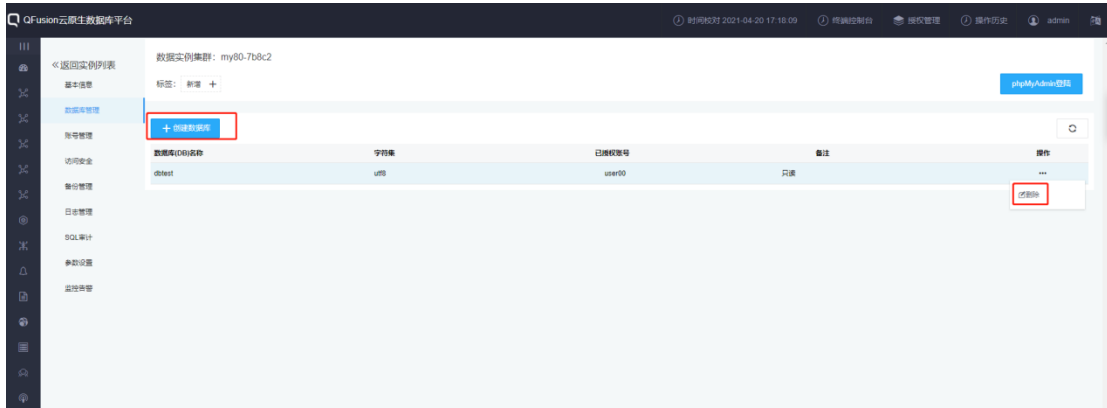 QFusion云原生数据库平台
时间校对 2021-04-20 17:18:09 终端控制台 授权管理 操作历史 admin
返回实例列表
数据实例集群: my80-7b8c2
基本信息
标签: 新增 +
phpMyAdmin登陆
数据库管理
+ 创建数据库
账号管理
数据库(DB)名称 字符集 已授权账号 备注 操作
访问安全
dbtest utf8 user00 只读 •••
备份管理
删除
日志管理
SQL审计
参数设置
监控告警